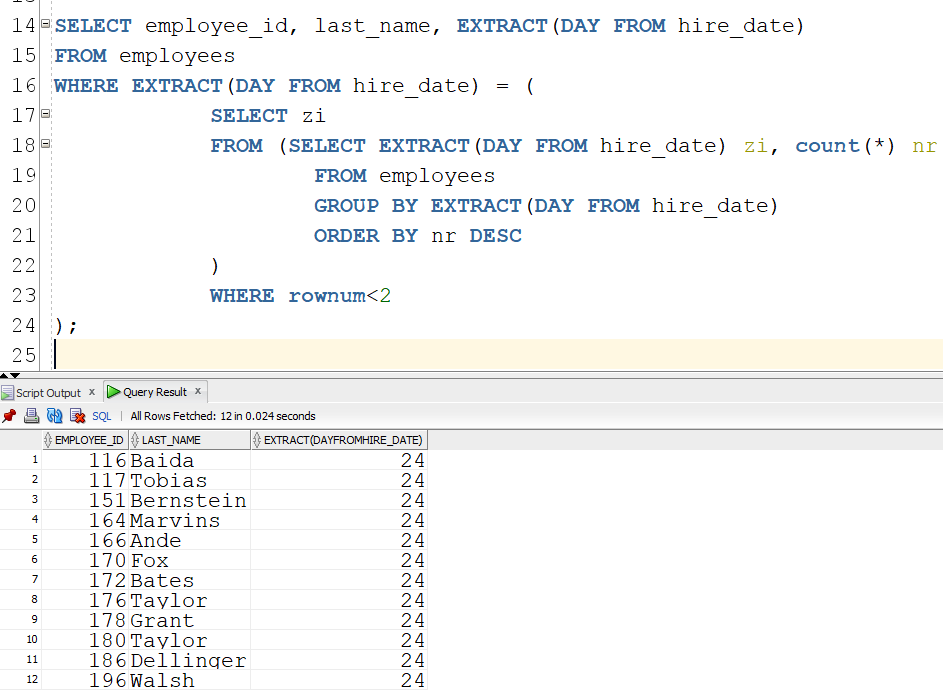 14 SELECT employee_id, last_name, EXTRACT(DAY FROM hire_date)
15 FROM employees
16 WHERE EXTRACT(DAY FROM hire_date) = (
17 SELECT zi
18 FROM (SELECT EXTRACT(DAY FROM hire_date) zi, count(*) nr
19 FROM employees
20 GROUP BY EXTRACT(DAY FROM hire_date)
21 ORDER BY nr DESC
22 )
23 WHERE rownum<2
24 );
25
Script Output x Query Result x
SQL | All Rows Fetched: 12 in 0.024 seconds
EMPLOYEE_ID LAST_NAME EXTRACT(DAYFROMHIRE_DATE)
1 116 Baida 24
2 117 Tobias 24
3 151 Bernstein 24
4 164 Marvins 24
5 166 Ande 24
6 170 Fox 24
7 172 Bates 24
8 176 Taylor 24
9 178 Grant 24
10 180 Taylor 24
11 186 Dellinger 24
12 196 Walsh 24